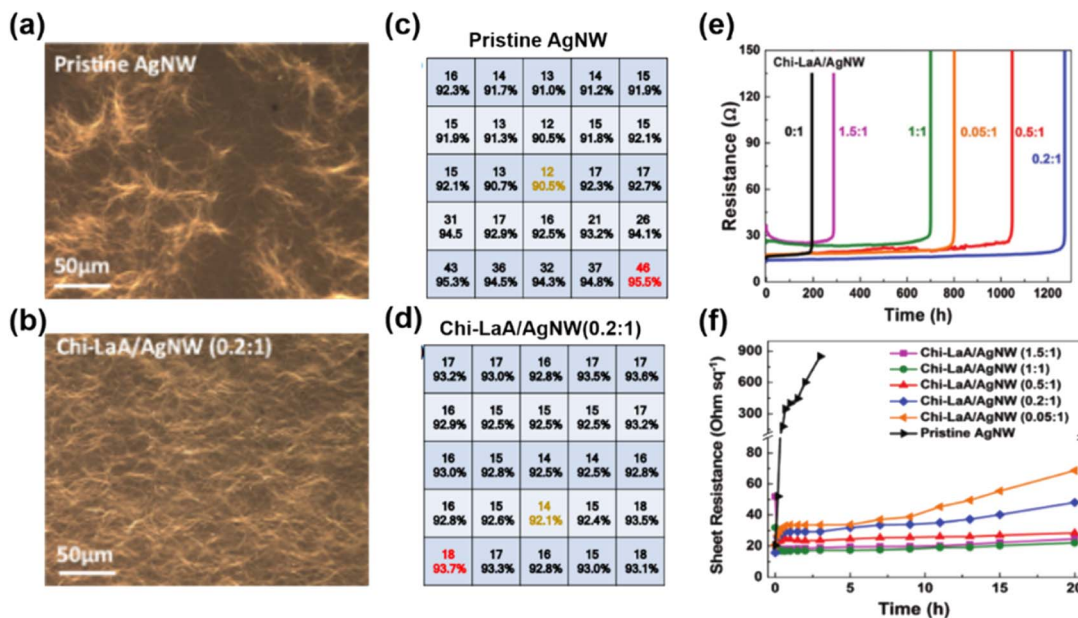 (a)
Pristine AgNW
50μm
(b)
Chi-LaA/AgNW (0.2:1)
50μm
(c)
Pristine AgNW
16 14 13 14 15
92.3% 91.7% 91.0% 91.2% 91.9%
15 13 12 15 15
91.9% 91.3% 90.5% 91.8% 92.1%
15 13 12 17 17
92.1% 90.7% 90.5% 92.3% 92.7%
31 17 16 21 26
94.5 92.9% 92.5% 93.2% 94.1%
43 36 32 37 46
95.3% 94.5% 94.3% 94.8% 95.5%
(d)
Chi-LaA/AgNW(0.2:1)
17 17 16 17 17
93.2% 93.0% 92.8% 93.5% 93.6%
16 15 15 15 17
92.9% 92.5% 92.5% 92.5% 93.2%
16 15 14 14 16
93.0% 92.8% 92.5% 92.5% 92.8%
16 15 14 15 18
92.8% 92.6% 92.1% 92.4% 93.5%
18 17 16 15 18
93.7% 93.3% 92.8% 93.0% 93.1%
(e)
Resistance (Ω)
150
120
90
60
30
0
Chi-LaA/AgNW
0:1 1.5:1 1:1 0.05:1 0.5:1
0.2:1
0 200 400 600 800 1000 1200
Time (h)
(f)
Sheet Resistance (Ohm sq⁻¹)
900
600
300
60
40
20
0
Chi-LaA/AgNW (1.5:1)
Chi-LaA/AgNW (1:1)
Chi-LaA/AgNW (0.5:1)
Chi-LaA/AgNW (0.2:1)
Chi-LaA/AgNW (0.05:1)
Pristine AgNW
0 5 10 15 20
Time (h)